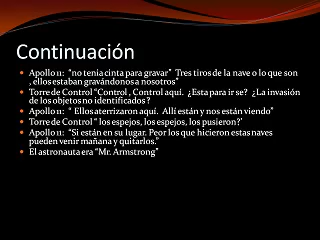 Continuación
Apollo 11: "no tenia cinta para gravar" Tres tiros de la nave o lo que son
, ellos estaban gravándonos a nosotros"
Torre de Control "Control , Control aquí. ¿Esta para ir se? ¿La invasión
de los objetos no identificados ?
Apollo 11: " Ellos aterrizaron aquí. Allí están y nos están viendo"
Torre de Control " los espejos, los espejos, los pusieron?'
Apollo 11: "Si están en su lugar. Peor los que hicieron estas naves
pueden venir mañana y quitarlos."
El astronauta era "Mr. Armstrong"